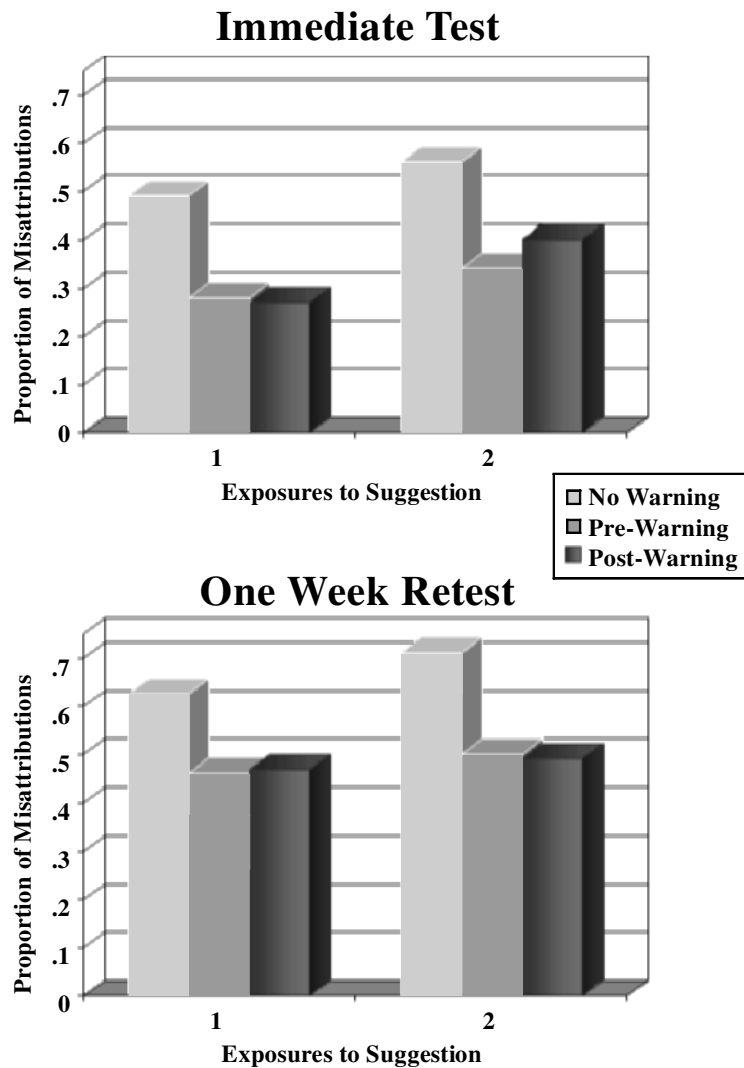 Immediate Test
Proportion of Misattributions
.7
.6
.5
.4
.3
.2
.1
0
1
2
Exposures to Suggestion
No Warning
Pre-Warning
Post-Warning
One Week Retest
Proportion of Misattributions
.7
.6
.5
.4
.3
.2
.1
0
1
2
Exposures to Suggestion